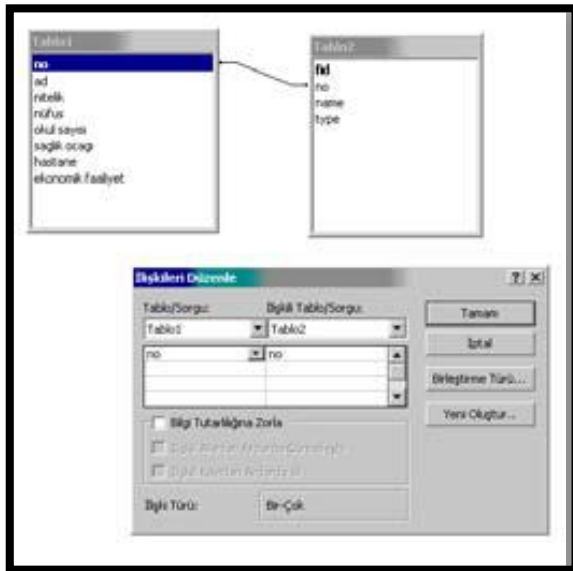 Tablo1
no
ad
nitelik
nüfus
okul sayısı
saglik ocagı
hastane
ekonomik faaliyet
Tablo2
fid
no
name
type
İlişkileri Düzenle
Tablo/Sorgu:
İlişkili Tablo/Sorgu:
Tablo1
Tablo2
no
no
Bilgi Tutarlılığına Zorla
İlişki Türü:
Bir-Çok
Tamam
İptal
Birleştirme Türü...
Yeni Oluştur...